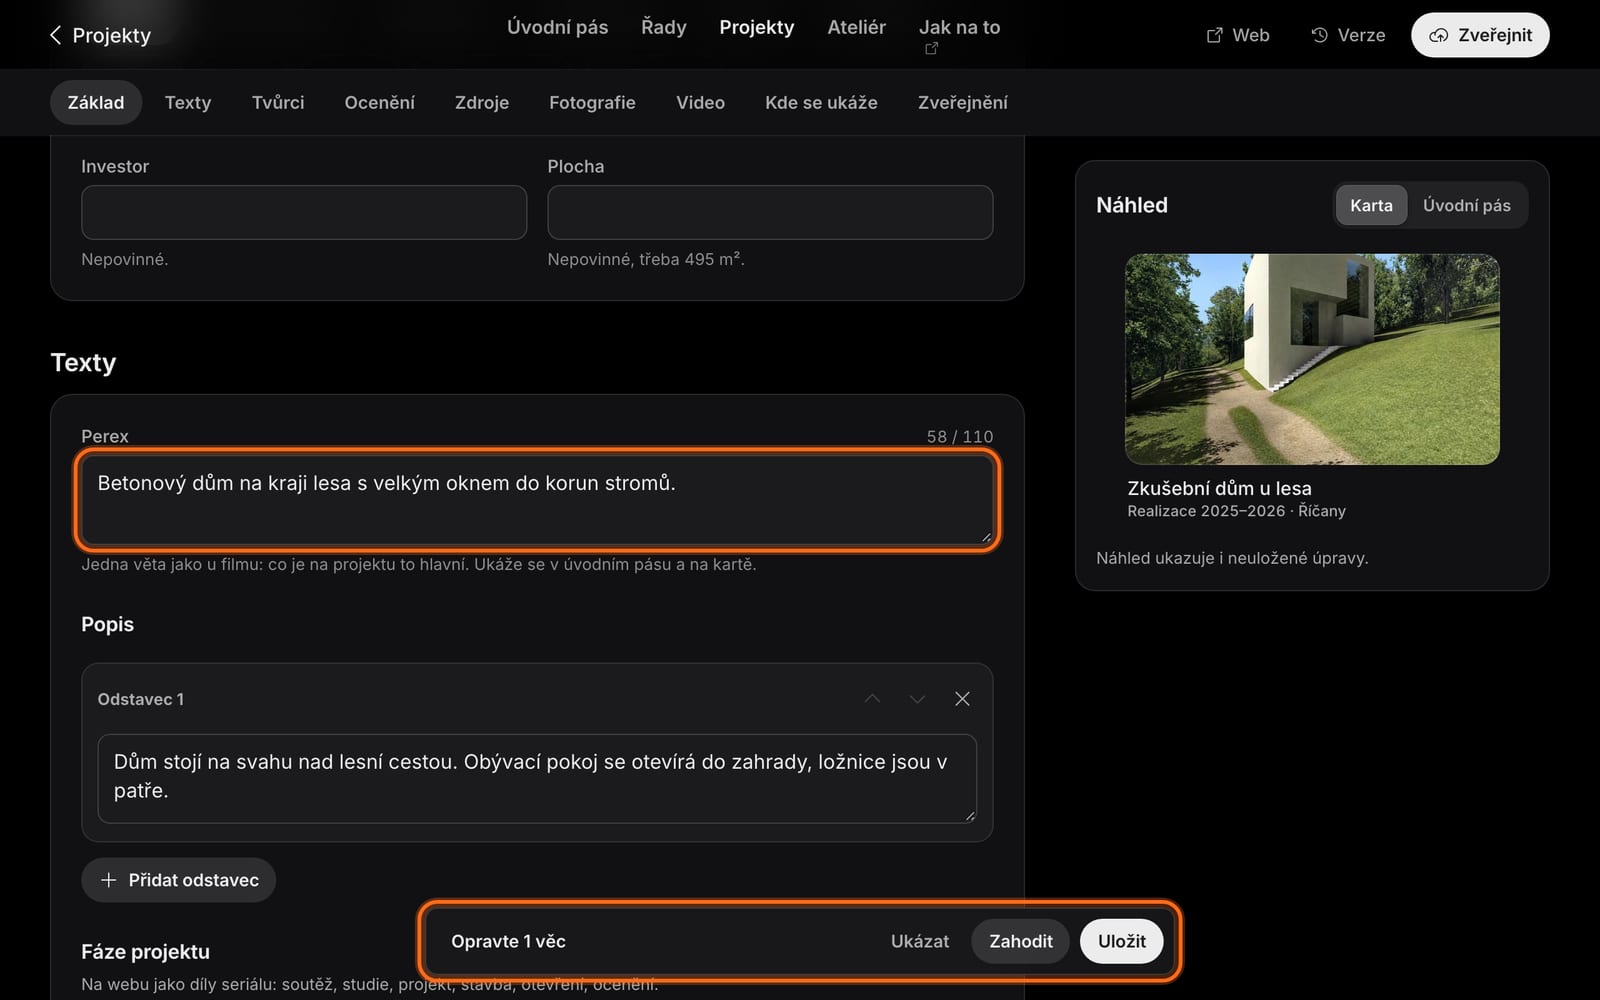 Projekty
Úvodní pás
Řady
Projekty
Ateliér
Jak na to
Web
Verze
Zveřejnit
Základ
Texty
Tvůrci
Ocenění
Zdroje
Fotografie
Video
Kde se ukáže
Zveřejnění
Investor
Plocha
Nepovinné.
Nepovinné, třeba 495 m².
Náhled
Karta
Úvodní pás
Zkušební dům u lesa
Realizace 2025–2026 · Říčany
Náhled ukazuje i neuložené úpravy.
Texty
Perex
58 / 110
Betonový dům na kraji lesa s velkým oknem do korun stromů.
Jedna věta jako u filmu: co je na projektu to hlavní. Ukáže se v úvodním pásu a na kartě.
Popis
Odstavec 1
Dům stojí na svahu nad lesní cestou. Obývací pokoj se otevírá do zahrady, ložnice jsou v
patře.
Přidat odstavec
Opravte 1 věc
Ukázat
Zahodit
Uložit
Fáze projektu
Na webu jako díly seriálu: soutěž, studie, projekt, stavba, otevření, ocenění.